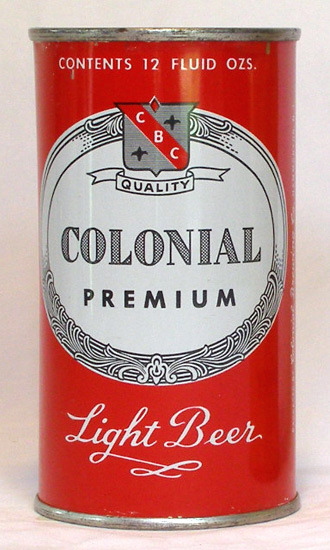 CONTENTS 12 FLUID OZS.
C
B
C
QUALITY
COLONIAL
PREMIUM
Light Beer